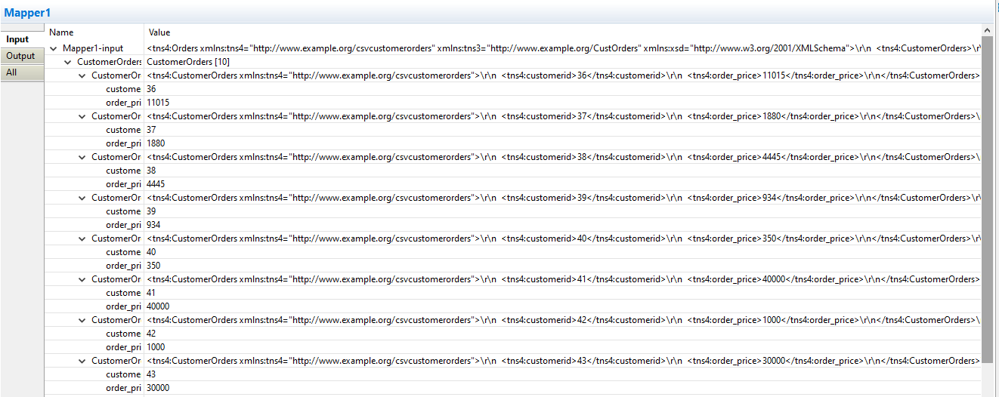 Mapper1
Input
Output
All
Name Value
Mapper1-input <tns4:Orders xmlns:tns4="http://www.example.org/csvcustomerorders" xmlns:tns3="http://www.example.org/CustOrders" xmlns:xsd="http://www.w3.org/2001/XMLSchema">\r\n <tns4:CustomerOrders>\r\n
CustomerOrders CustomerOrders [10]
CustomerOr <tns4:CustomerOrders xmlns:tns4="http://www.example.org/csvcustomerorders">\r\n <tns4:customerid>36</tns4:customerid>\r\n <tns4:order_price>11015</tns4:order_price>\r\n</tns4:CustomerOrders>
custome 36
order_pri 11015
CustomerOr <tns4:CustomerOrders xmlns:tns4="http://www.example.org/csvcustomerorders">\r\n <tns4:customerid>37</tns4:customerid>\r\n <tns4:order_price>1880</tns4:order_price>\r\n</tns4:CustomerOrders>\
custome 37
order_pri 1880
CustomerOr <tns4:CustomerOrders xmlns:tns4="http://www.example.org/csvcustomerorders">\r\n <tns4:customerid>38</tns4:customerid>\r\n <tns4:order_price>4445</tns4:order_price>\r\n</tns4:CustomerOrders>\
custome 38
order_pri 4445
CustomerOr <tns4:CustomerOrders xmlns:tns4="http://www.example.org/csvcustomerorders">\r\n <tns4:customerid>39</tns4:customerid>\r\n <tns4:order_price>934</tns4:order_price>\r\n</tns4:CustomerOrders>\r\
custome 39
order_pri 934
CustomerOr <tns4:CustomerOrders xmlns:tns4="http://www.example.org/csvcustomerorders">\r\n <tns4:customerid>40</tns4:customerid>\r\n <tns4:order_price>350</tns4:order_price>\r\n</tns4:CustomerOrders>\r\
custome 40
order_pri 350
CustomerOr <tns4:CustomerOrders xmlns:tns4="http://www.example.org/csvcustomerorders">\r\n <tns4:customerid>41</tns4:customerid>\r\n <tns4:order_price>40000</tns4:order_price>\r\n</tns4:CustomerOrders>
custome 41
order_pri 40000
CustomerOr <tns4:CustomerOrders xmlns:tns4="http://www.example.org/csvcustomerorders">\r\n <tns4:customerid>42</tns4:customerid>\r\n <tns4:order_price>1000</tns4:order_price>\r\n</tns4:CustomerOrders>\
custome 42
order_pri 1000
CustomerOr <tns4:CustomerOrders xmlns:tns4="http://www.example.org/csvcustomerorders">\r\n <tns4:customerid>43</tns4:customerid>\r\n <tns4:order_price>30000</tns4:order_price>\r\n</tns4:CustomerOrders>
custome 43
order_pri 30000